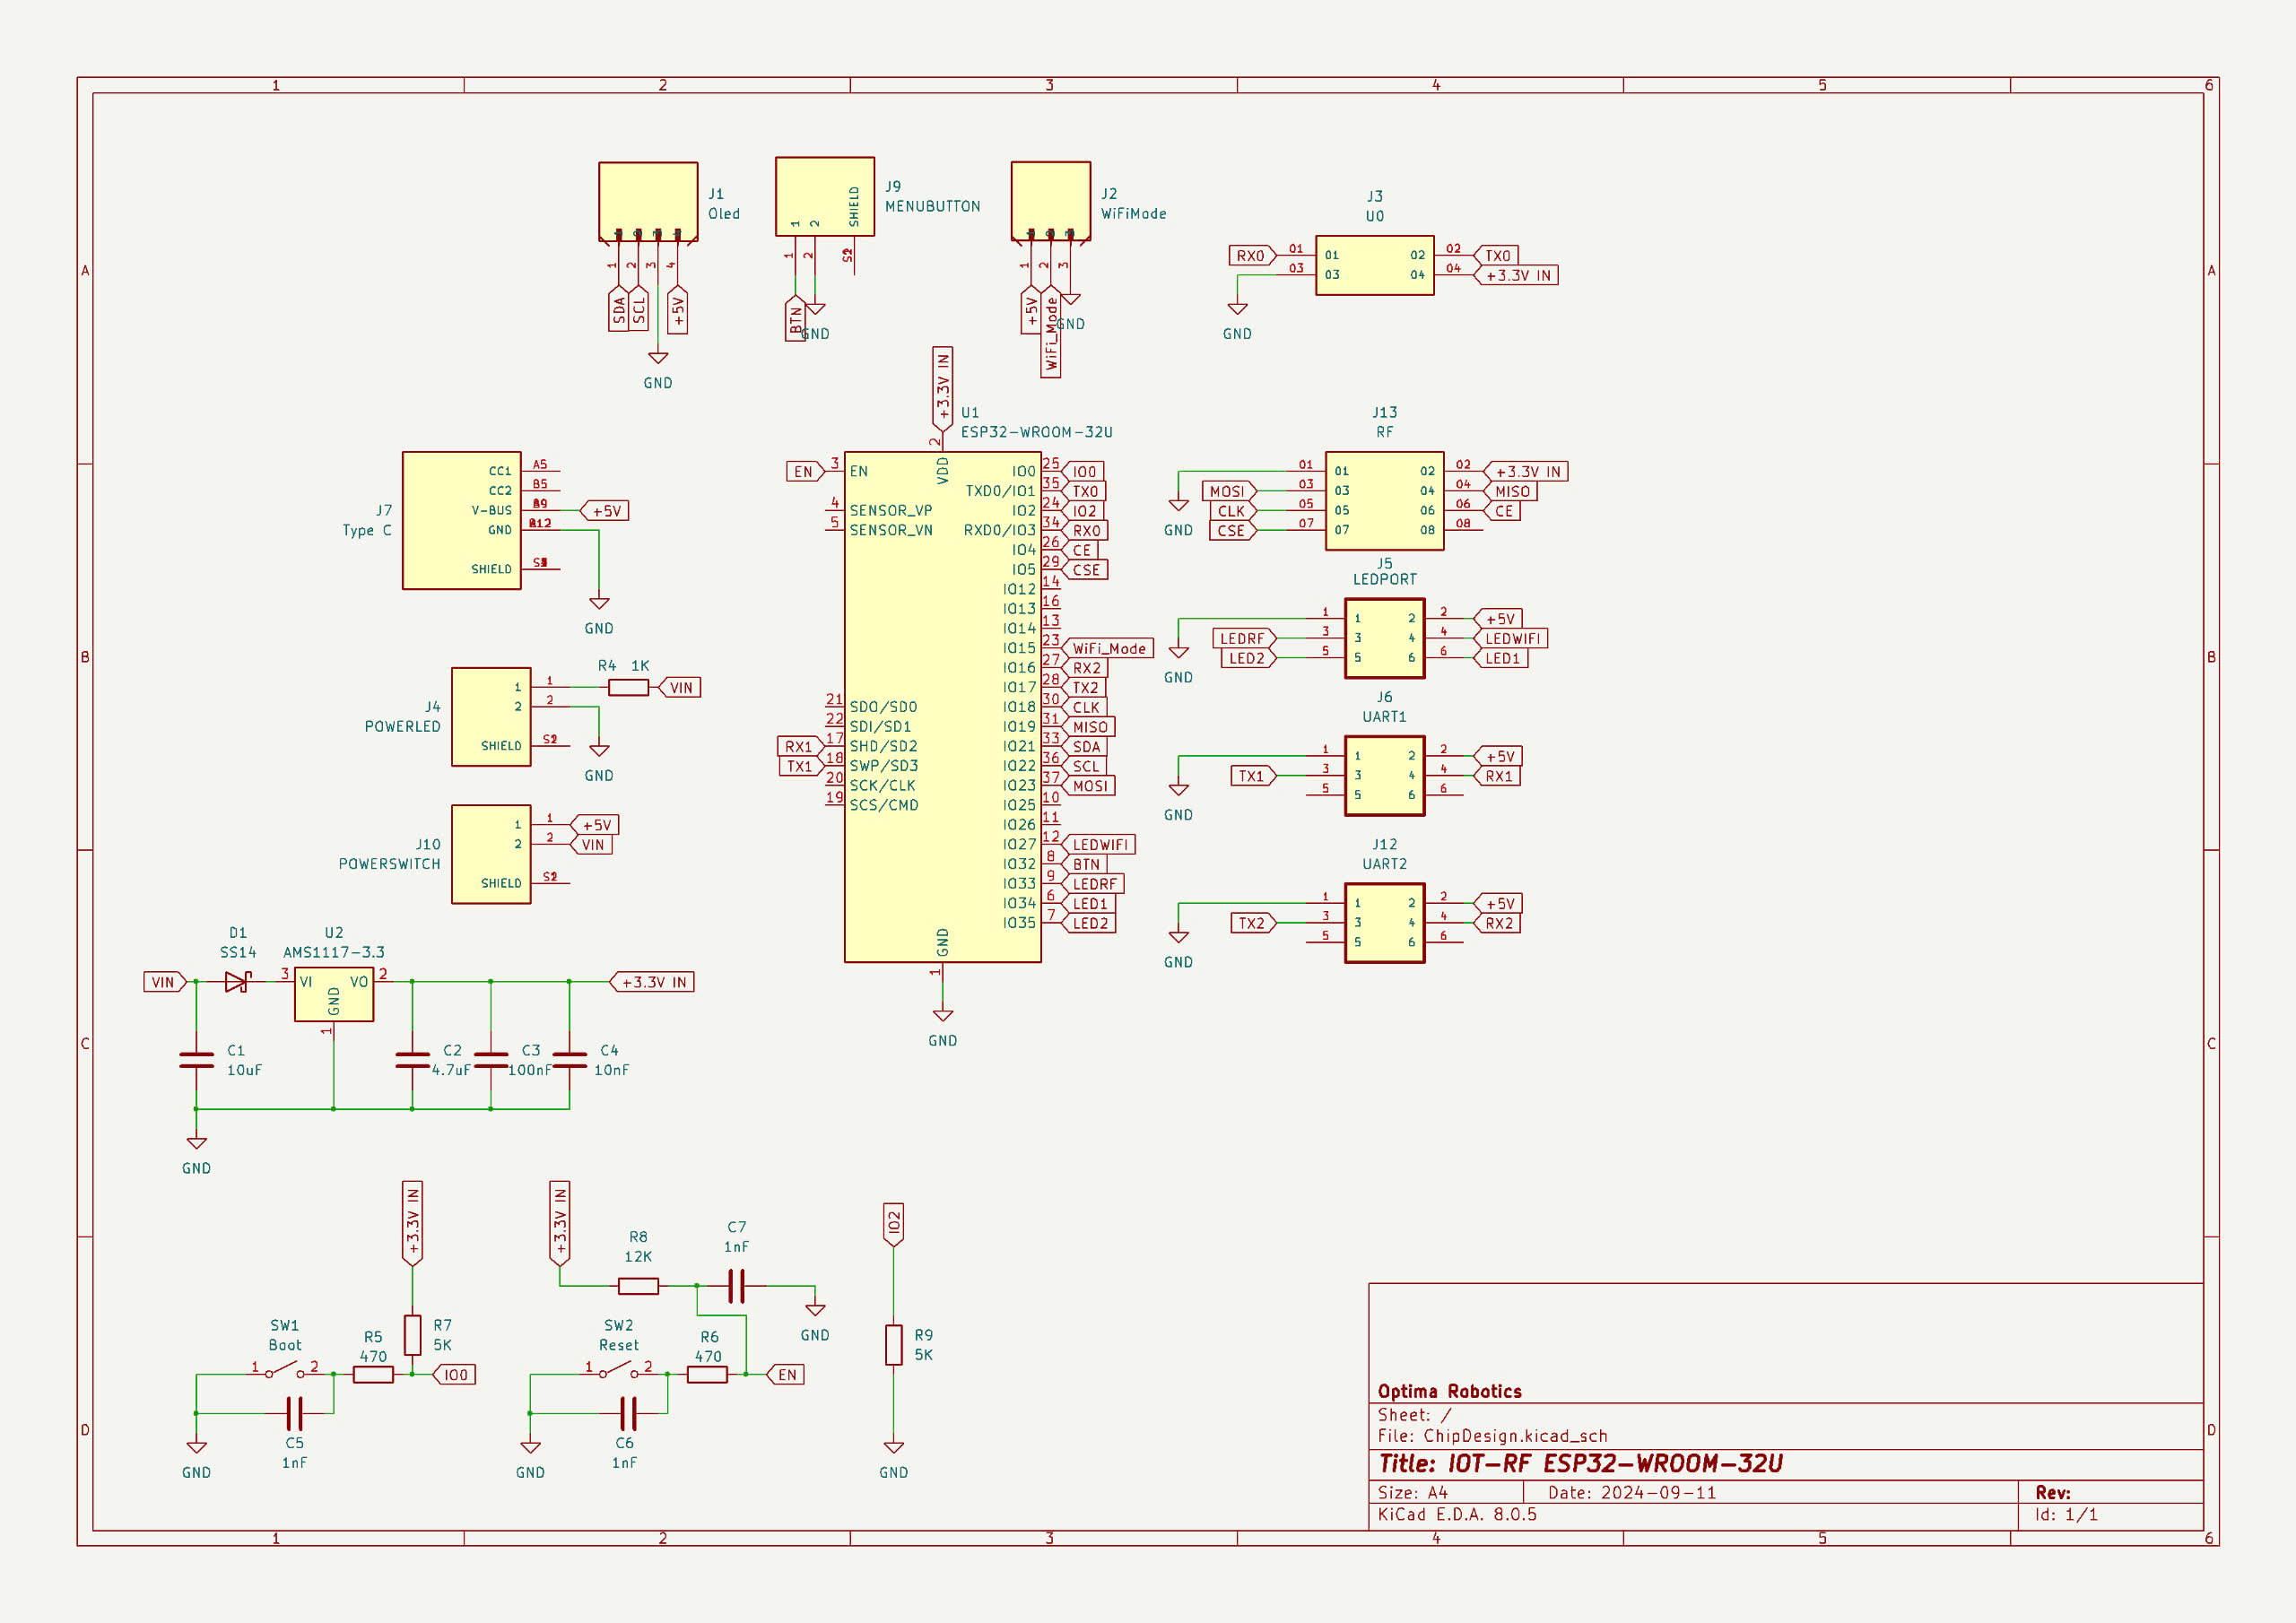 1 2 3 4 5 6
A A
J1
Oled
1 2 3 4
SDA SCL +5V
GND
J9
MENUBUTTON
1 2 SHIELD
1 2
BTN
GND
J2
WiFiMode
1 2 3
+5V WiFi_Mode
GND
J3
U0
RX0 01 01 02 02 TX0
03 03 04 04 +3.3V IN
GND
+3.3V IN
U1
ESP32-WROOM-32U
2
VDD
EN 3 EN
4 SENSOR_VP
5 SENSOR_VN
21 SDO/SD0
22 SDI/SD1
RX1 17 SHD/SD2
TX1 18 SWP/SD3
20 SCK/CLK
19 SCS/CMD
IO0 25 IO0
TXD0/IO1 35 TX0
IO2 24 IO2
RXD0/IO3 34 RX0
IO4 26 CE
IO5 29 CSE
IO12 14
IO13 16
IO14 13
IO15 23 WiFi_Mode
IO16 27 RX2
IO17 28 TX2
IO18 30 CLK
IO19 31 MISO
IO21 33 SDA
IO22 36 SCL
IO23 37 MOSI
IO25 10
IO26 11
IO27 12 LEDWIFI
IO32 8 BTN
IO33 9 LEDRF
IO34 6 LED1
IO35 7 LED2
GND
1
GND
J13
RF
01 01 02 02 +3.3V IN
MOSI 03 03 04 04 MISO
CLK 05 05 06 06 CE
CSE 07 07 08 08
GND
J5
LEDPORT
1 1 2 2 +5V
LEDRF 3 3 4 4 LEDWIFI
LED2 5 5 6 6 LED1
GND
J6
UART1
1 1 2 2 +5V
TX1 3 3 4 4 RX1
5 5 6 6
GND
J12
UART2
1 1 2 2 +5V
TX2 3 3 4 4 RX2
5 5 6 6
GND
J7
Type C
CC1 A5
CC2 B5
V-BUS +5V
GND
SHIELD
GND
B B
J4
POWERLED
R4 1K
1 1 VIN
2 2
SHIELD
GND
J10
POWERSWITCH
1 1 +5V
2 2 VIN
SHIELD
C C
D1
SS14
U2
AMS1117-3.3
VIN 3 VI VO 2 +3.3V IN
GND
1
C1
10uF
C2
4.7uF
C3
100nF
C4
10nF
GND
+3.3V IN
SW1
Boot
1 2
R5
470
R7
5K
IO0
C5
1nF
GND
+3.3V IN
R8
12K
C7
1nF
GND
SW2
Reset
1 2
R6
470
EN
C6
1nF
GND
IO2
R9
5K
GND
D D
Optima Robotics
Sheet: /
File: ChipDesign.kicad_sch
Title: IOT-RF ESP32-WROOM-32U
Size: A4 Date: 2024-09-11 Rev:
KiCad E.D.A. 8.0.5 Id: 1/1
1 2 3 4 5 6